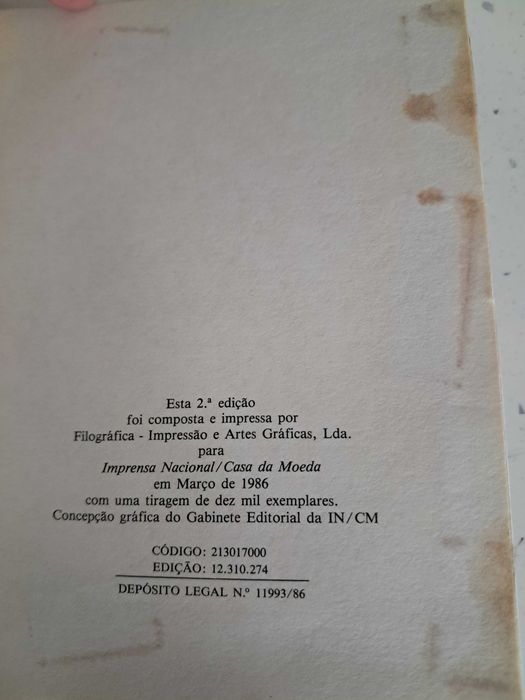 Esta 2.ª edição
foi composta e impressa por
Filográfica - Impressão e Artes Gráficas, Lda.
para
Imprensa Nacional/Casa da Moeda
em Março de 1986
com uma tiragem de dez mil exemplares.
Concepção gráfica do Gabinete Editorial da IN/CM
CÓDIGO: 213017000
EDIÇÃO: 12.310.274
DEPÓSITO LEGAL N.º 11993/86